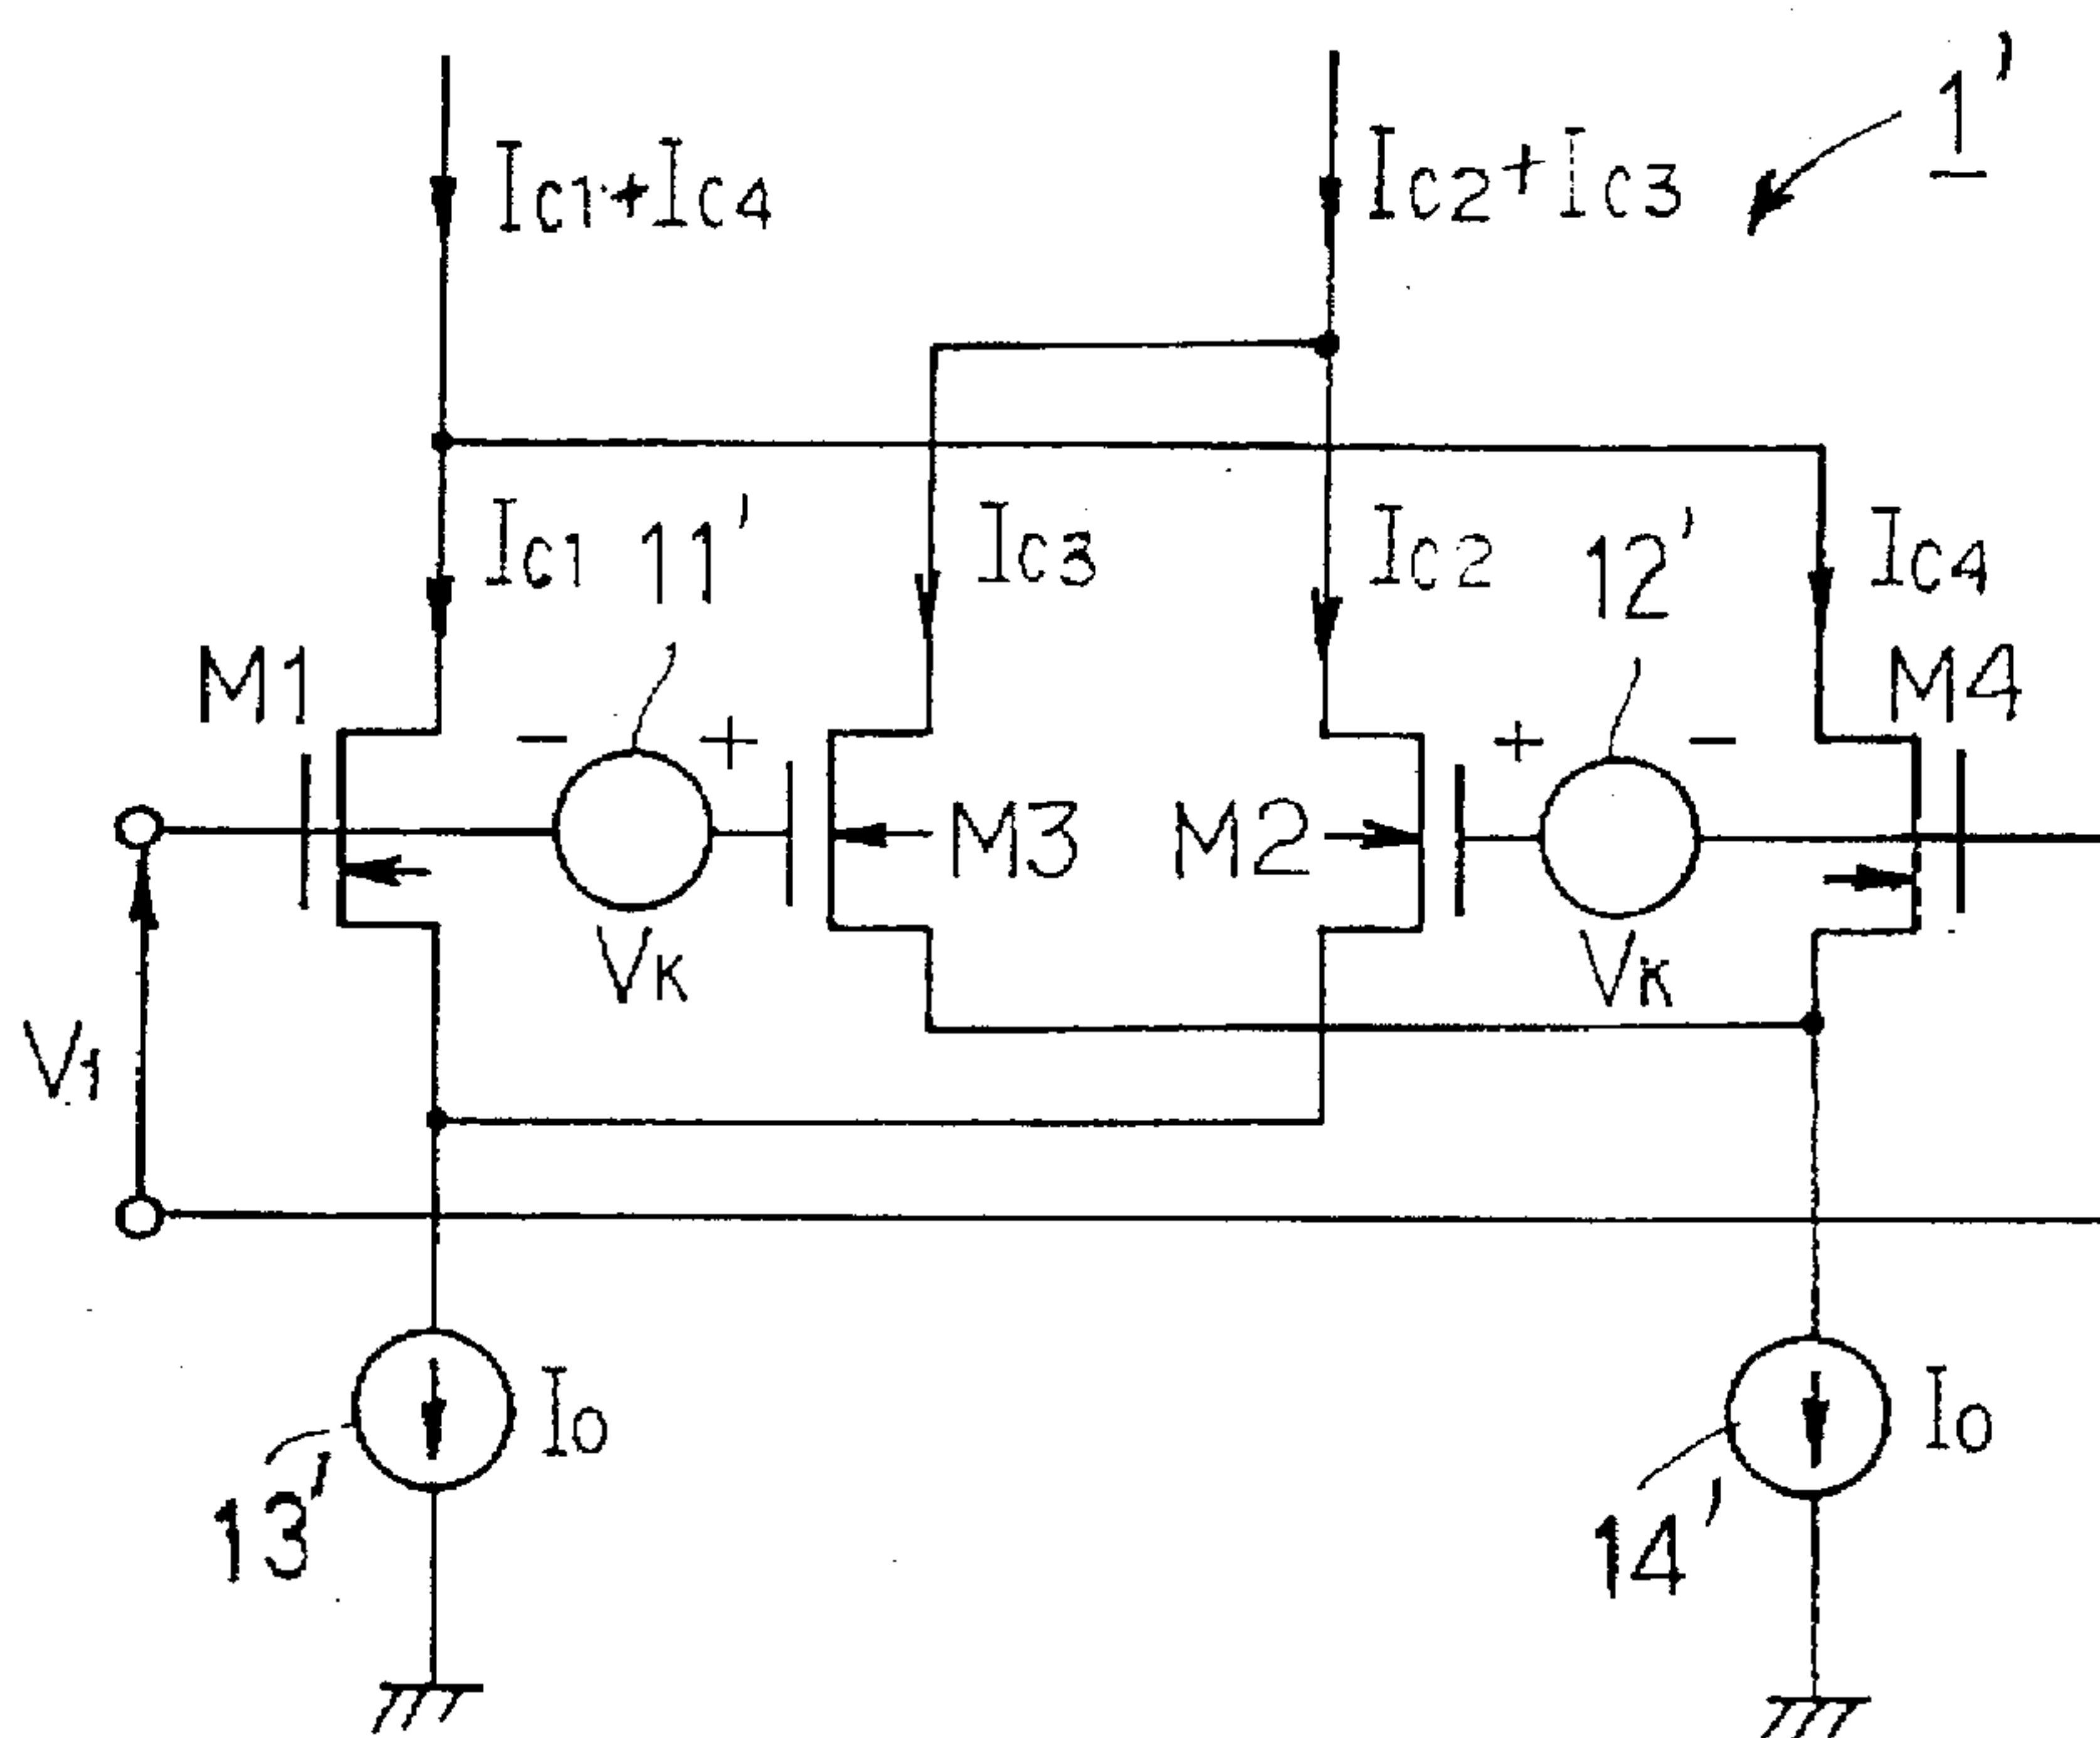 1'
Ic1+Ic4
Ic2+Ic3
Ic1
11'
Ic3
Ic2
12'
Ic4
M1
−
+
M3
M2
+
−
M4
VK
VK
V1
Io
Io
13'
14'